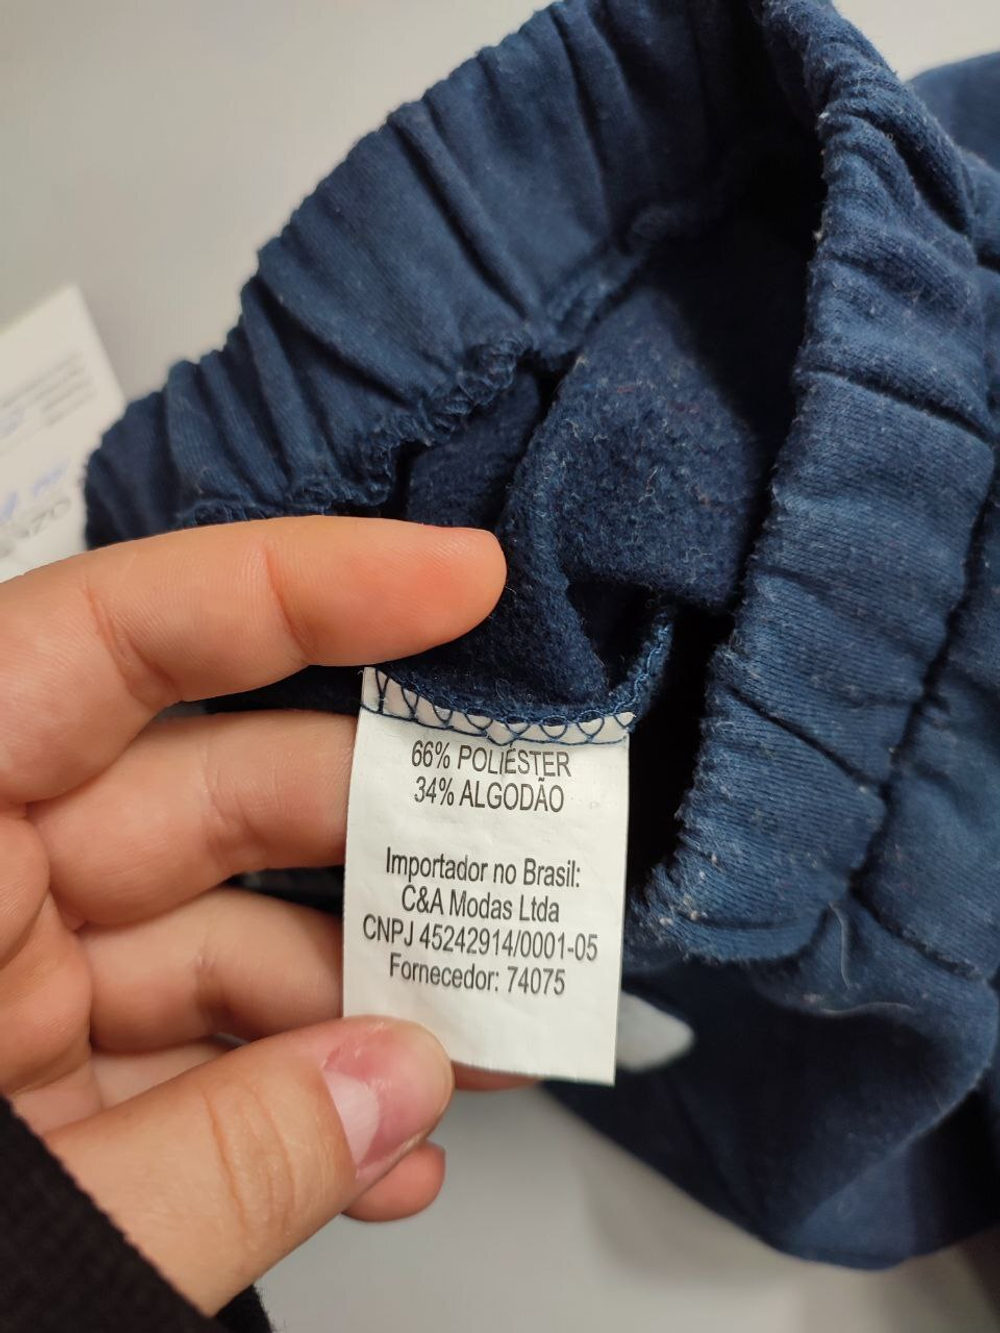 66% POLIÉSTER
34% ALGODÃO
Importador no Brasil:
C&A Modas Ltda
CNPJ 45242914/0001-05
Fornecedor: 74075